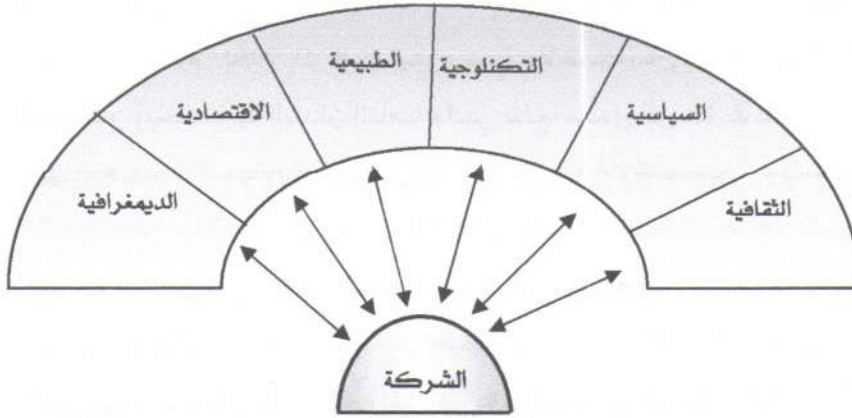 الثقافية
السياسية
التكنلوجية
الطبيعية
الاقتصادية
الديمغرافية
الشركة